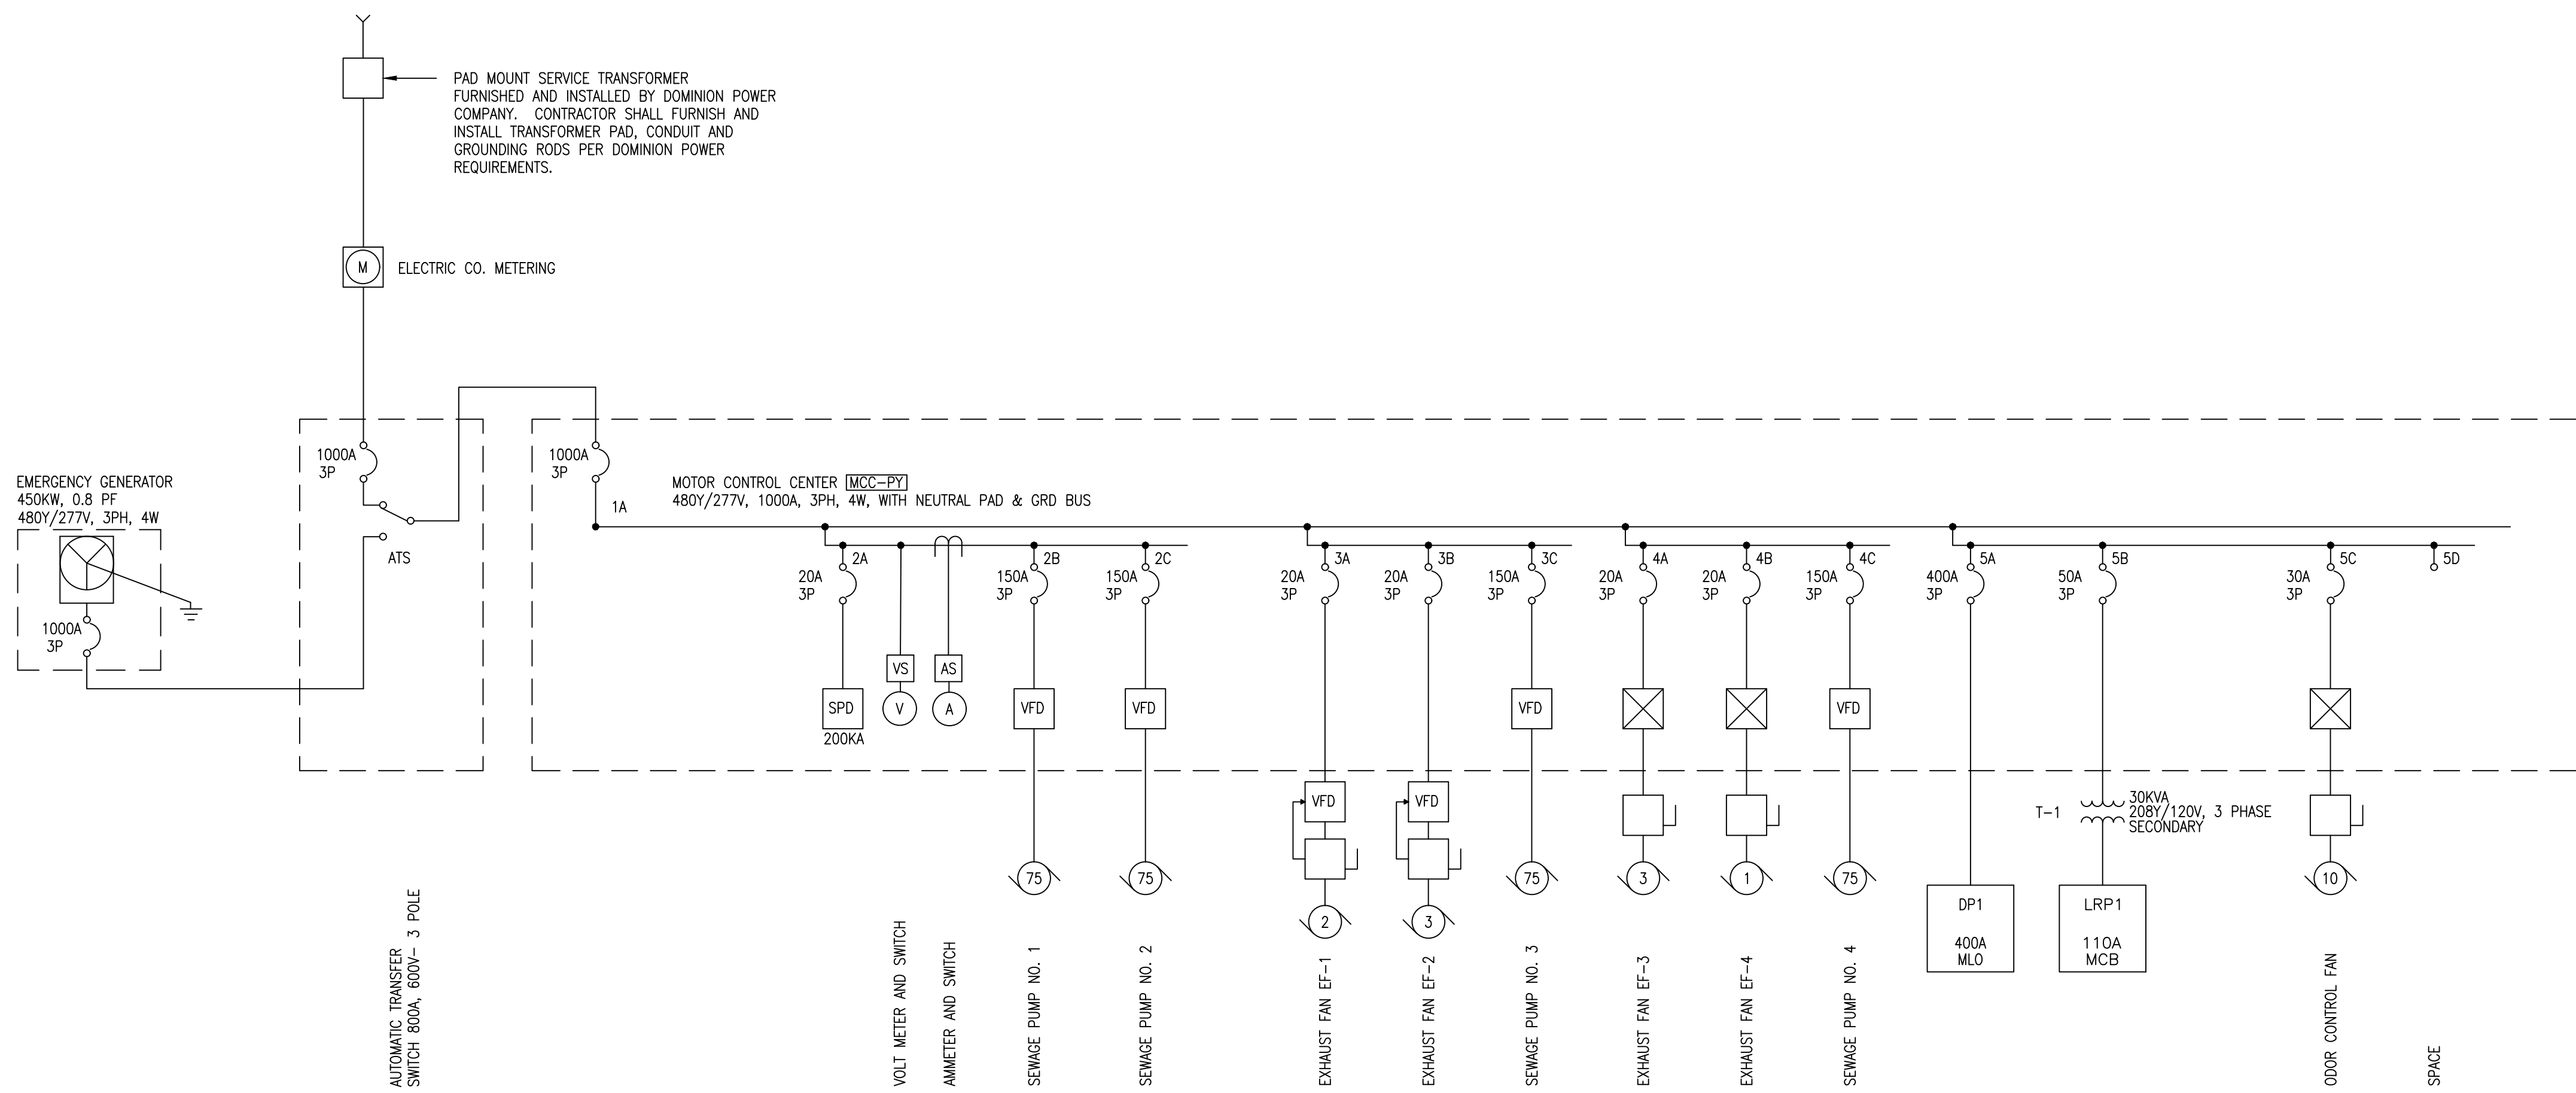 PAD MOUNT SERVICE TRANSFORMER
FURNISHED AND INSTALLED BY DOMINION POWER
COMPANY.  CONTRACTOR SHALL FURNISH AND
INSTALL TRANSFORMER PAD, CONDUIT AND
GROUNDING RODS PER DOMINION POWER
REQUIREMENTS.
M
ELECTRIC CO. METERING
EMERGENCY GENERATOR
450KW, 0.8 PF
480Y/277V, 3PH, 4W
1000A
3P
1000A
3P
ATS
AUTOMATIC TRANSFER
SWITCH 800A, 600V- 3 POLE
1000A
3P
1A
MOTOR CONTROL CENTER MCC-PY
480Y/277V, 1000A, 3PH, 4W, WITH NEUTRAL PAD & GRD BUS
2A
20A
3P
SPD
200KA
VS
V
VOLT METER AND SWITCH
AS
A
AMMETER AND SWITCH
2B
150A
3P
VFD
75
SEWAGE PUMP NO. 1
2C
150A
3P
VFD
75
SEWAGE PUMP NO. 2
3A
20A
3P
VFD
2
EXHAUST FAN EF-1
3B
20A
3P
VFD
3
EXHAUST FAN EF-2
3C
150A
3P
VFD
75
SEWAGE PUMP NO. 3
4A
20A
3P
3
EXHAUST FAN EF-3
4B
20A
3P
1
EXHAUST FAN EF-4
4C
150A
3P
VFD
75
SEWAGE PUMP NO. 4
5A
400A
3P
DP1
400A
MLO
5B
50A
3P
T-1
30KVA
208Y/120V, 3 PHASE
SECONDARY
LRP1
110A
MCB
5C
30A
3P
10
ODOR CONTROL FAN
5D
SPACE